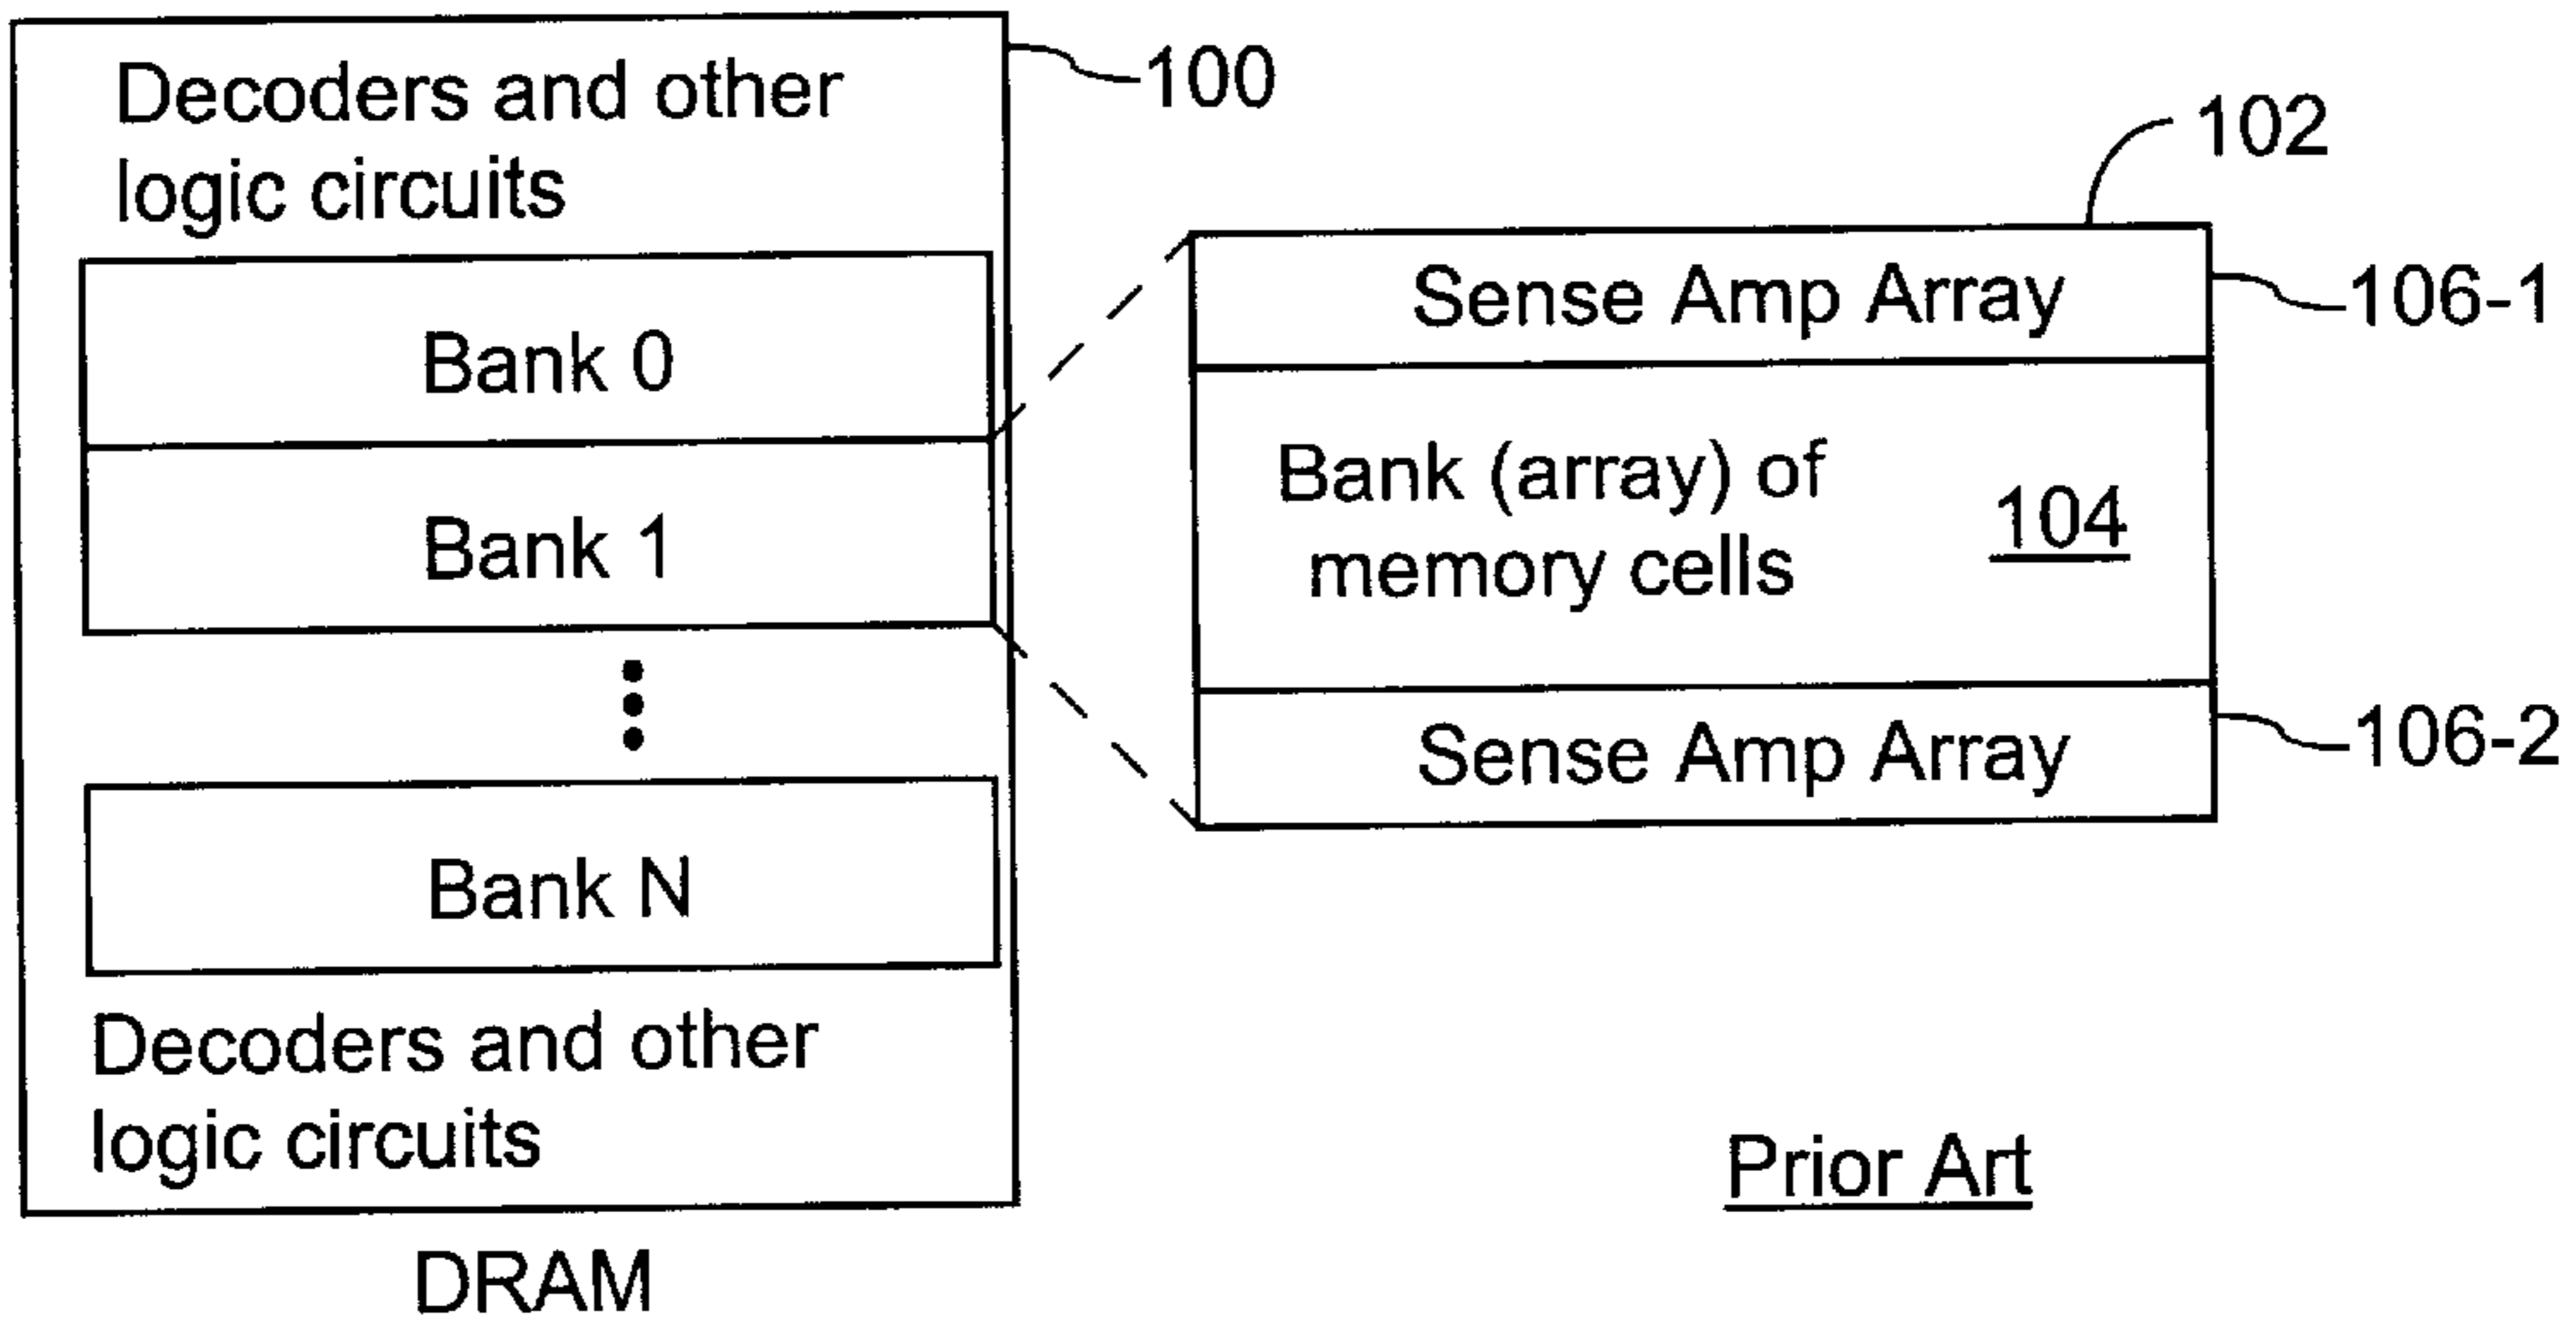 Decoders and other
logic circuits
Bank 0
Bank 1
Bank N
Decoders and other
logic circuits
DRAM
100
102
Sense Amp Array
106-1
Bank (array) of
memory cells
104
Sense Amp Array
106-2
Prior Art